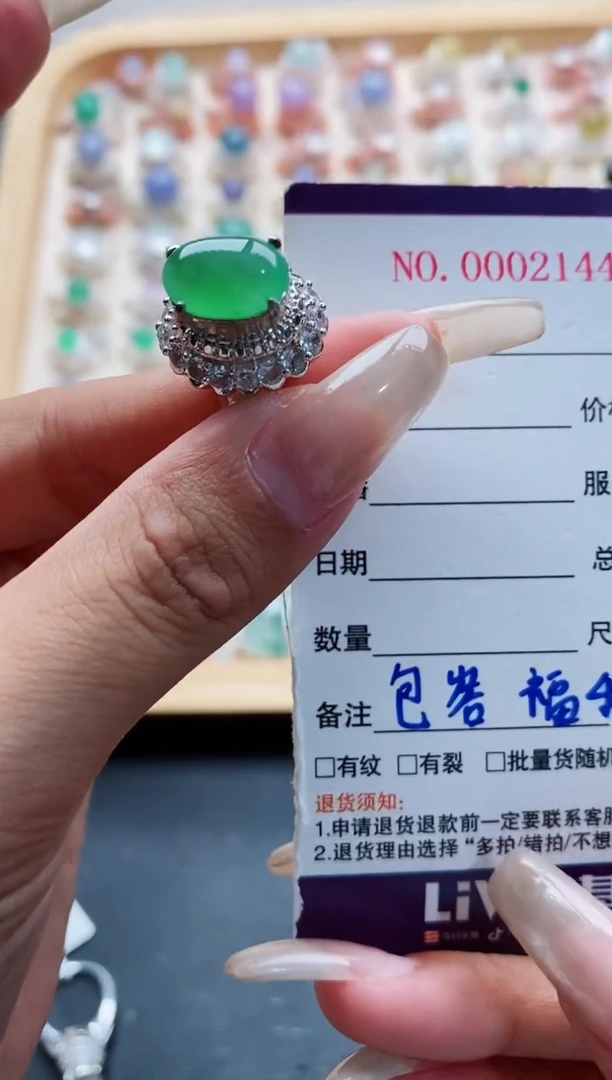 NO.0002144
价格
服
日期 总
数量 尺
备注 包岩 福
□有纹 □有裂 □批量货随机
退货须知:
1.申请退货退款前一定要联系客服
2.退货理由选择“多拍/错拍/不想
LiV